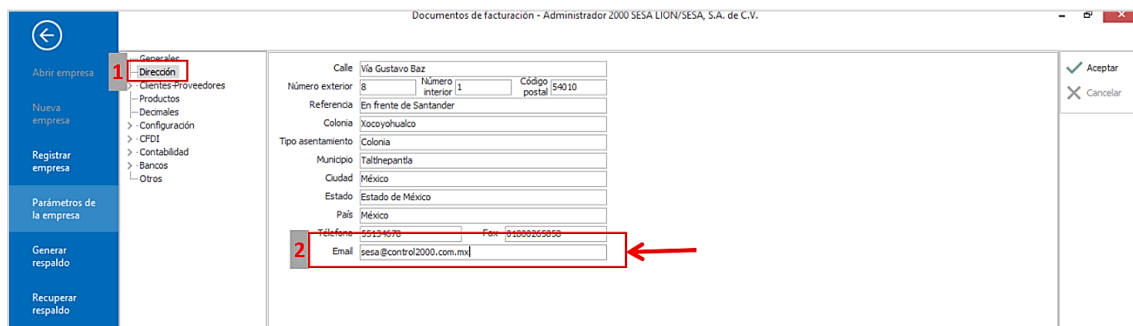 Documentos de facturación - Administrador 2000 SESA LION/SESA, S.A. de C.V.
Abrir empresa
Nueva
empresa
Registrar
empresa
Parámetros de
la empresa
Generar
respaldo
Recuperar
respaldo
1
Generales
Dirección
Clientes-Proveedores
Productos
Decimales
Configuración
CFDI
Contabilidad
Bancos
Otros
Calle Vía Gustavo Baz
Número exterior 8 Número interior 1 Código postal 54010
Referencia En frente de Santander
Colonia Xocoyohualco
Tipo asentamiento Colonia
Municipio Taltlnepantla
Ciudad México
Estado Estado de México
País México
Télefono 55134678 Fax 01800265858
2
Email sesa@control2000.com.mx
Aceptar
Cancelar